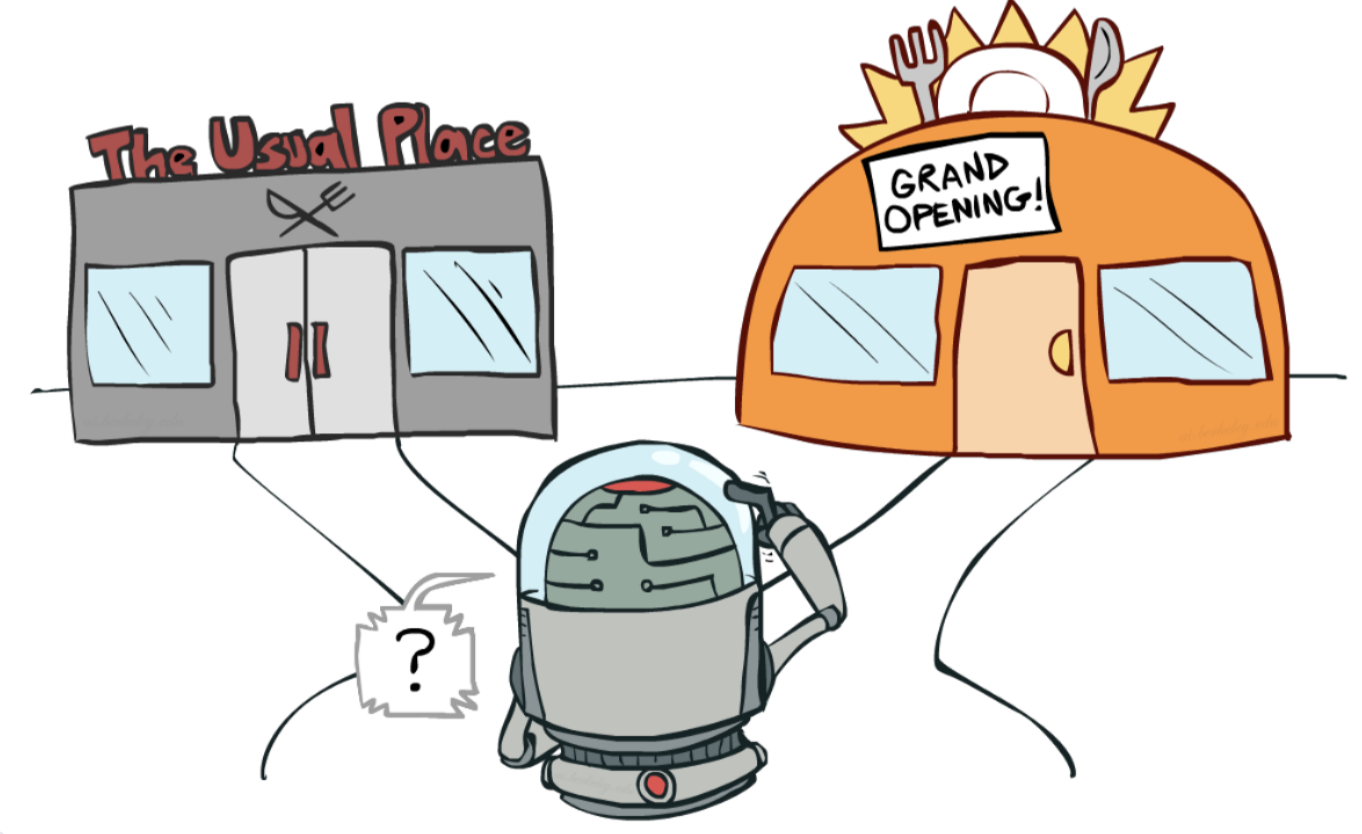 The Usual Place
GRAND
OPENING!
?